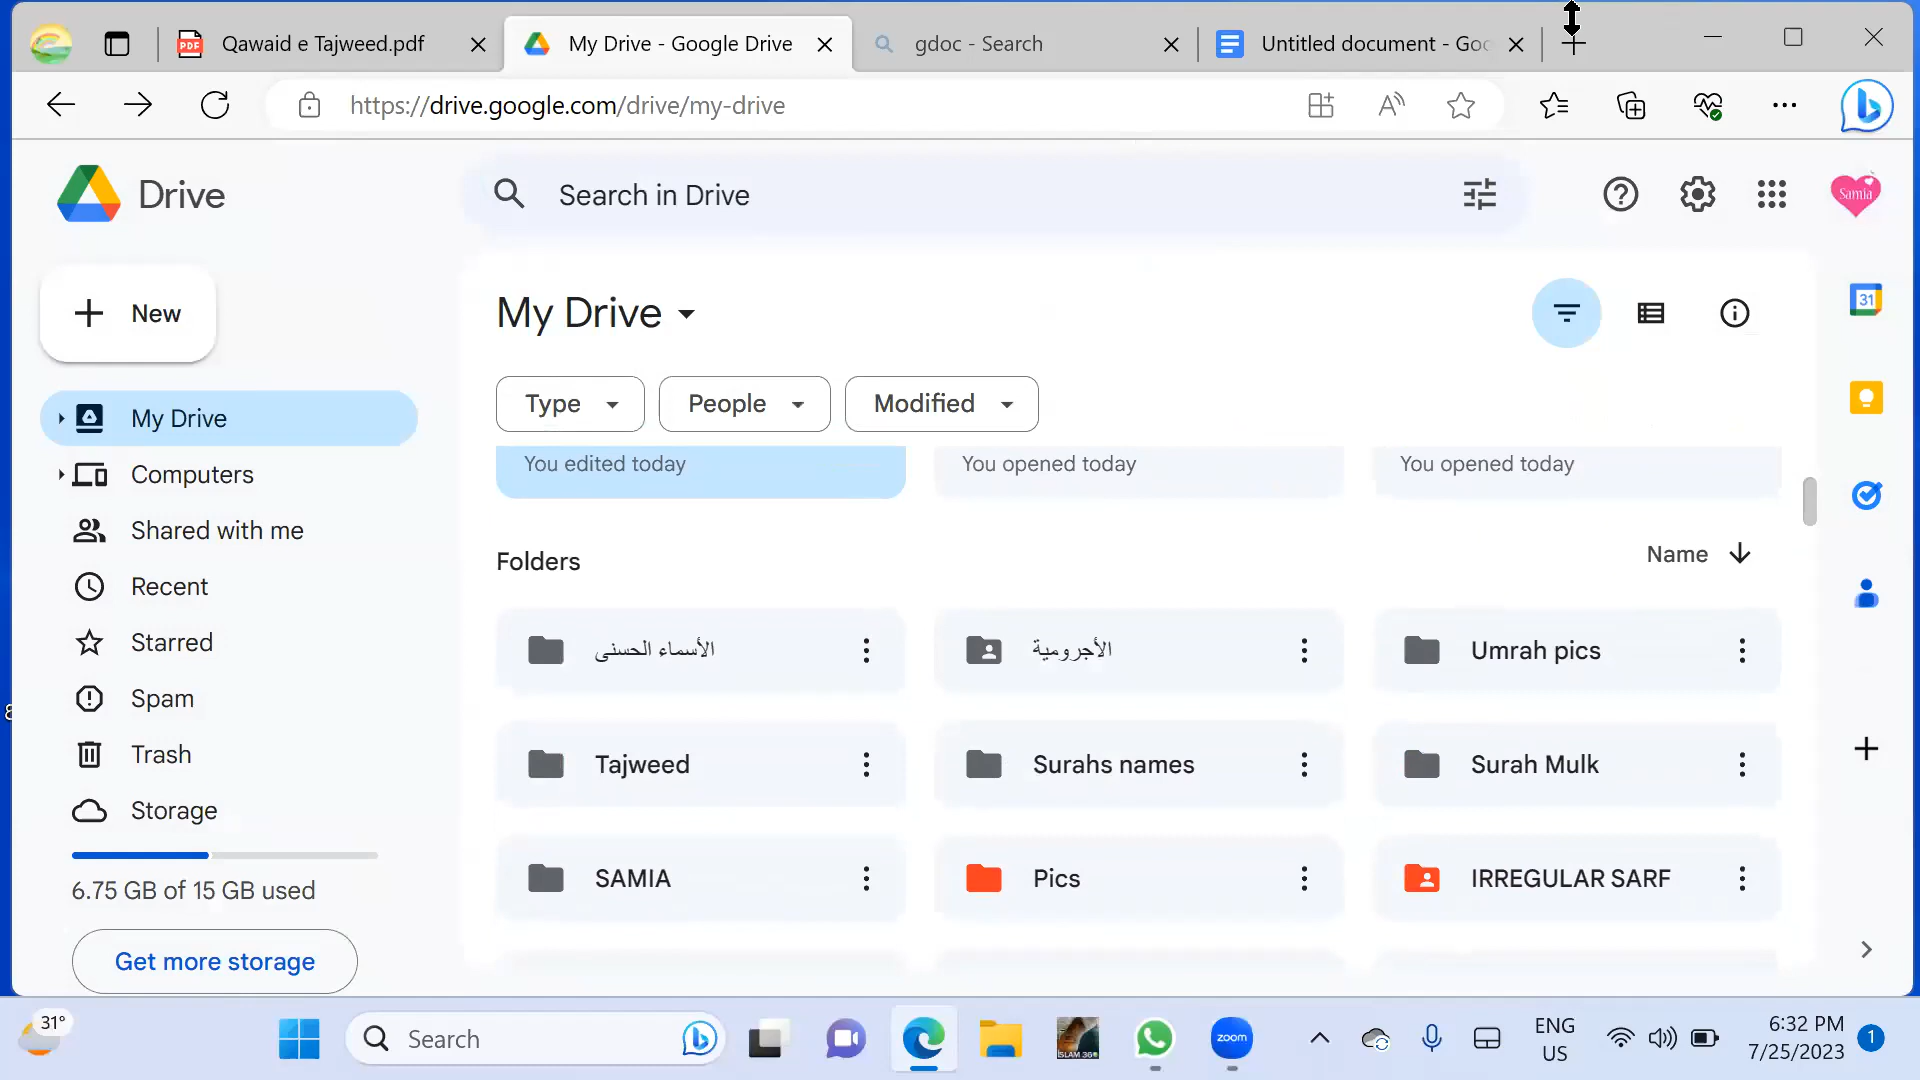 Qawaid e Tajweed.pdf
My Drive - Google Drive
gdoc - Search
Untitled document - Goo
https://drive.google.com/drive/my-drive
Drive
Search in Drive
Samia
New
My Drive
Type
People
Modified
31
My Drive
Computers
Shared with me
Recent
Starred
Spam
Trash
Storage
6.75 GB of 15 GB used
Get more storage
You edited today
You opened today
You opened today
Folders
Name
الأسماء الحسنى
الأجرومية
Umrah pics
Tajweed
Surahs names
Surah Mulk
SAMIA
Pics
IRREGULAR SARF
31°
Search
ISLAM 360
zoom
ENG
US
6:32 PM
7/25/2023
1